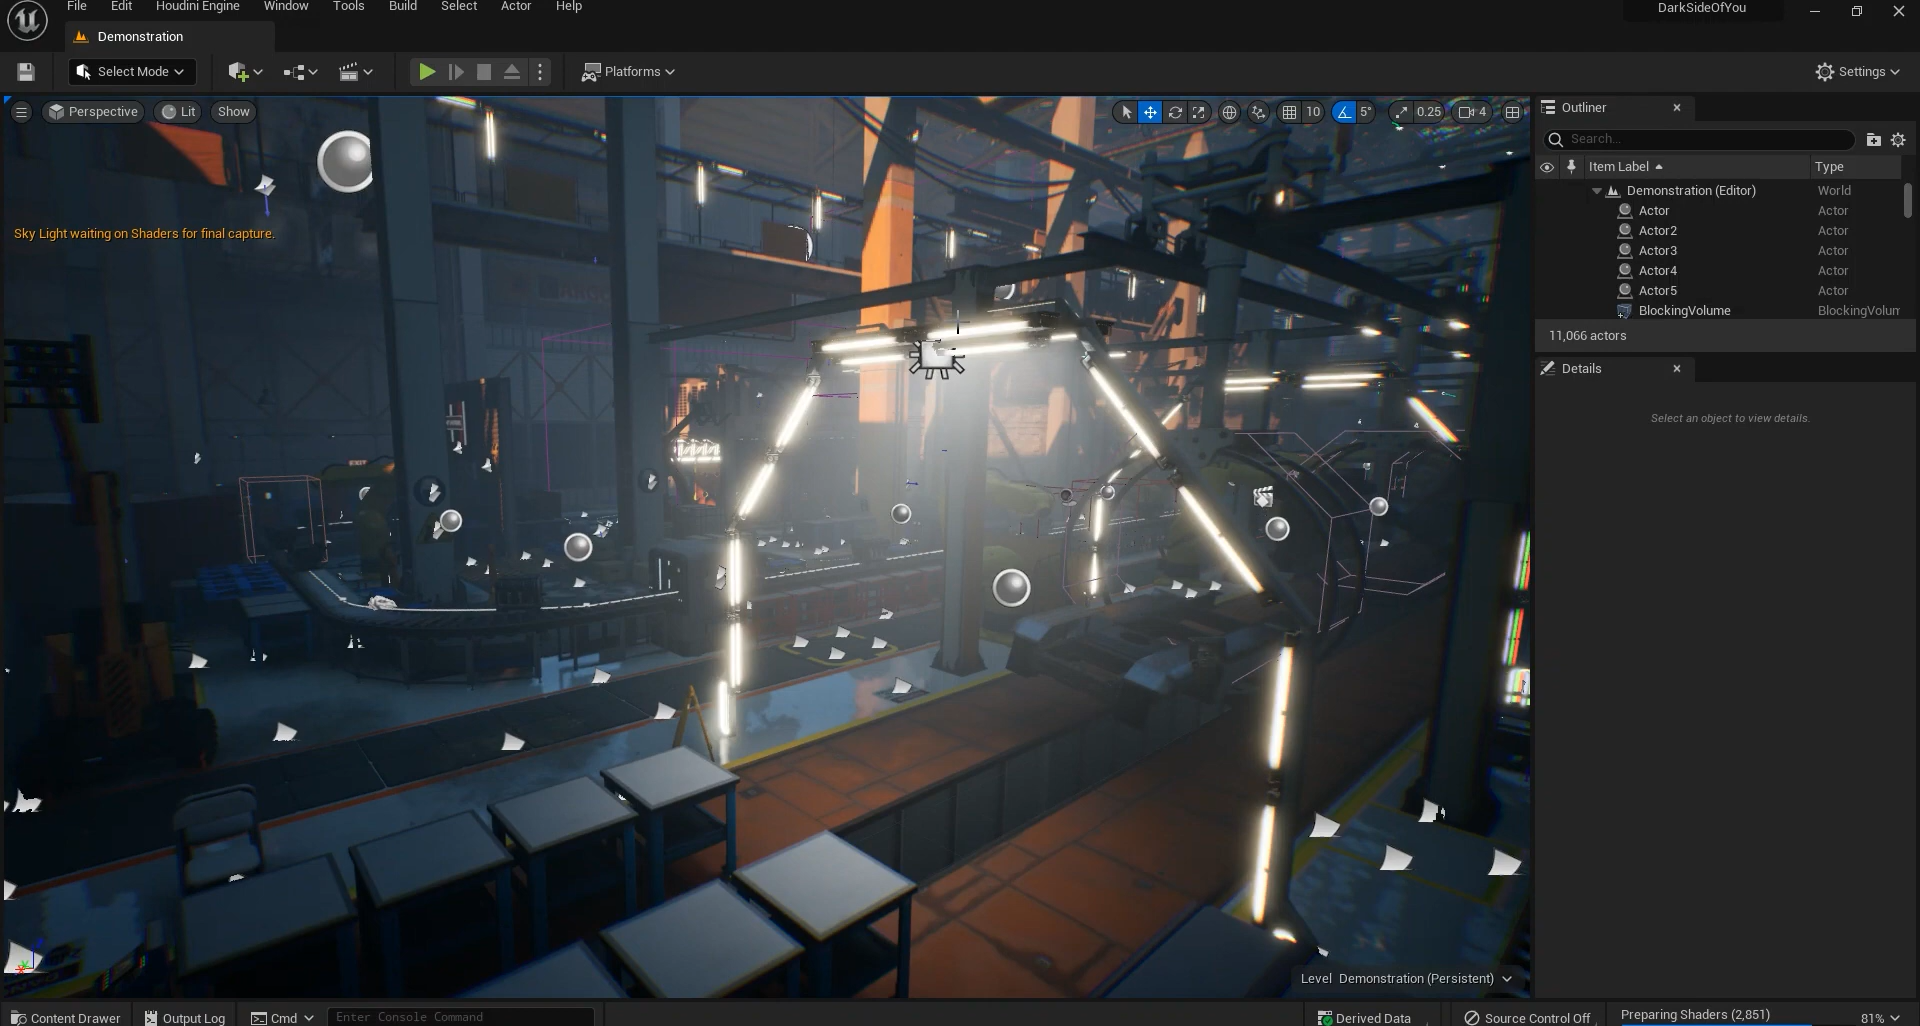 File Edit Houdini Engine Window Tools Build Select Actor Help
DarkSideOfYou
Demonstration
Select Mode
Platforms
Settings
Perspective Lit Show
10 5° 0.25 4
Sky Light waiting on Shaders for final capture.
Outliner
Search...
Item Label Type
Demonstration (Editor) World
Actor Actor
Actor2 Actor
Actor3 Actor
Actor4 Actor
Actor5 Actor
BlockingVolume BlockingVolum
11,066 actors
Details
Select an object to view details.
EXIT
Level Demonstration (Persistent)
Content Drawer Output Log Cmd Enter Console Command
Derived Data Source Control Off Preparing Shaders (2,851) 81%